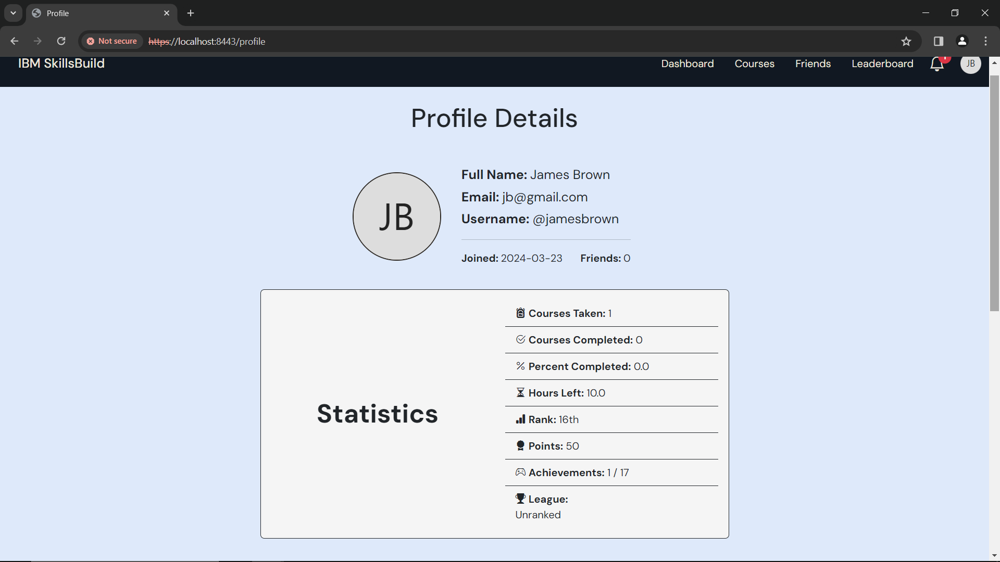 Profile
Not secure https://localhost:8443/profile
IBM SkillsBuild
Dashboard Courses Friends Leaderboard JB
Profile Details
JB
Full Name: James Brown
Email: jb@gmail.com
Username: @jamesbrown
Joined: 2024-03-23 Friends: 0
Statistics
Courses Taken: 1
Courses Completed: 0
Percent Completed: 0.0
Hours Left: 10.0
Rank: 16th
Points: 50
Achievements: 1 / 17
League:
Unranked